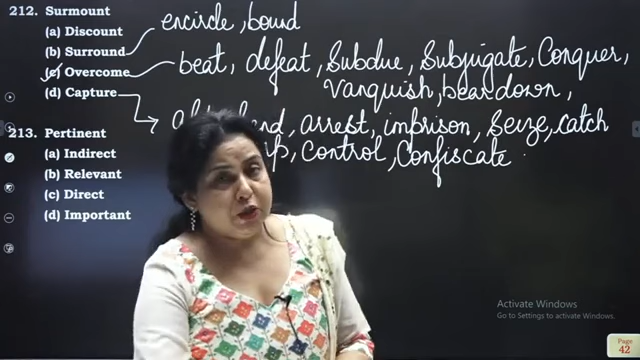 212. Surmount
encircle, bound
(a) Discount
(b) Surround
(c) Overcome
beat, defeat, Subdue, Subjugate, Conquer,
Vanquish, bear down,
(d) Capture
arrest, imprison, Seize, catch
213. Pertinent
control, Confiscate
(a) Indirect
(b) Relevant
(c) Direct
(d) Important
Activate Windows
Go to Settings to activate Windows.
Page
42